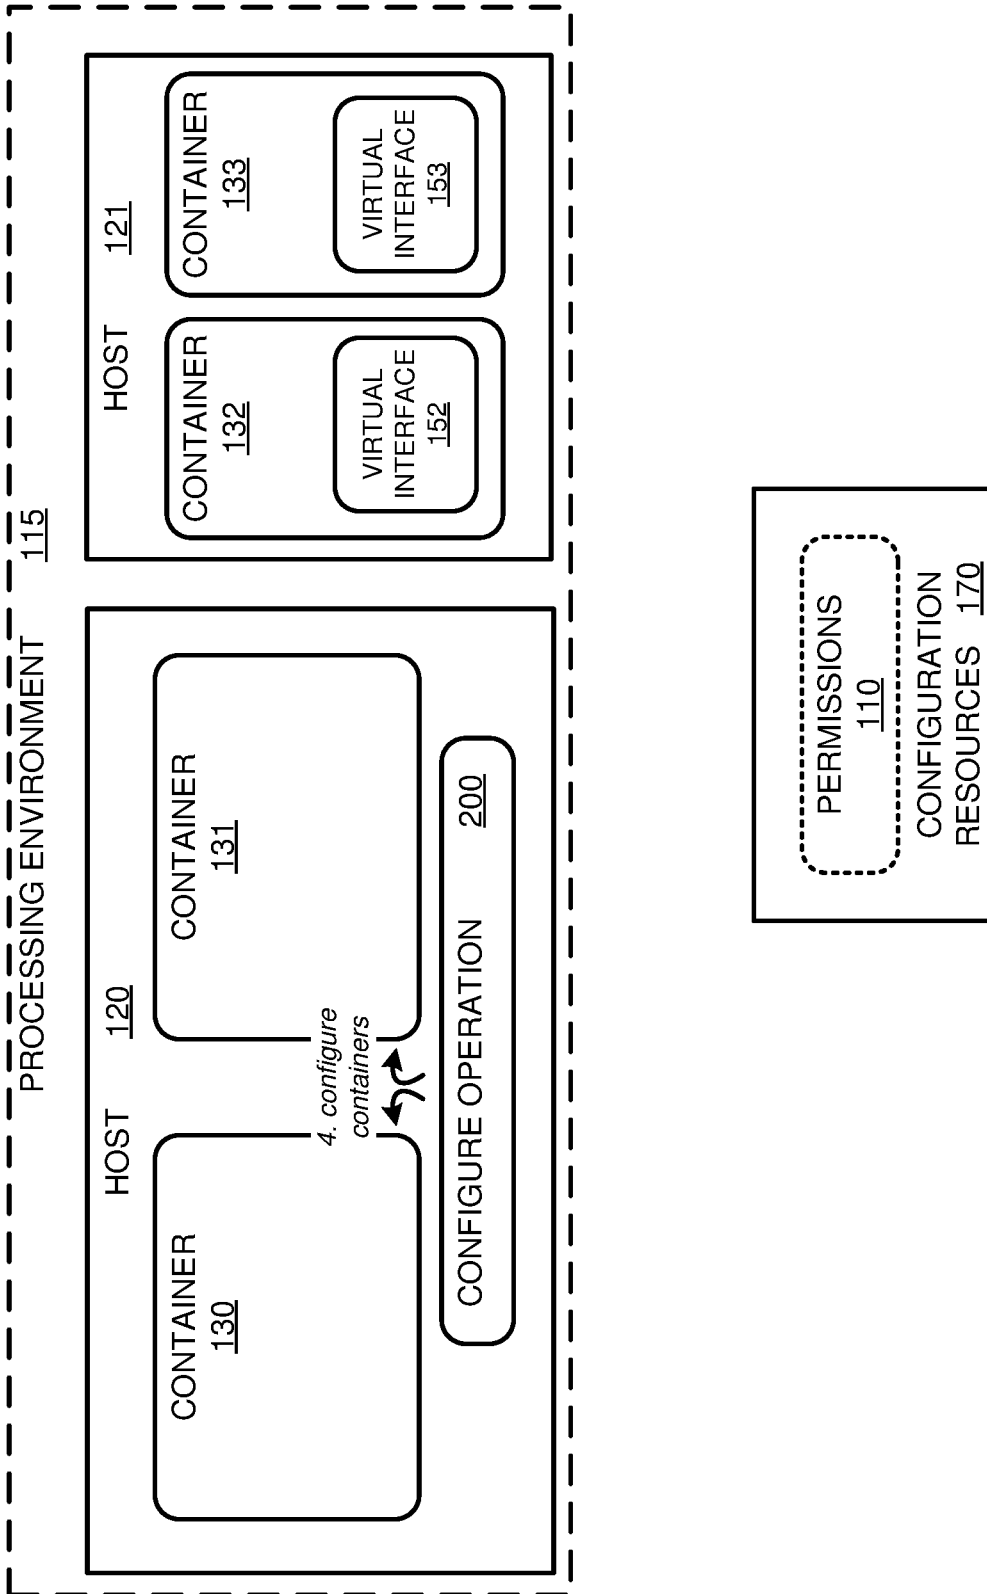 PROCESSING ENVIRONMENT 115
HOST 120
CONTAINER
130
CONTAINER
131
4. configure
containers
CONFIGURE OPERATION 200
HOST 121
CONTAINER
132
VIRTUAL
INTERFACE
152
CONTAINER
133
VIRTUAL
INTERFACE
153
PERMISSIONS
110
CONFIGURATION
RESOURCES 170